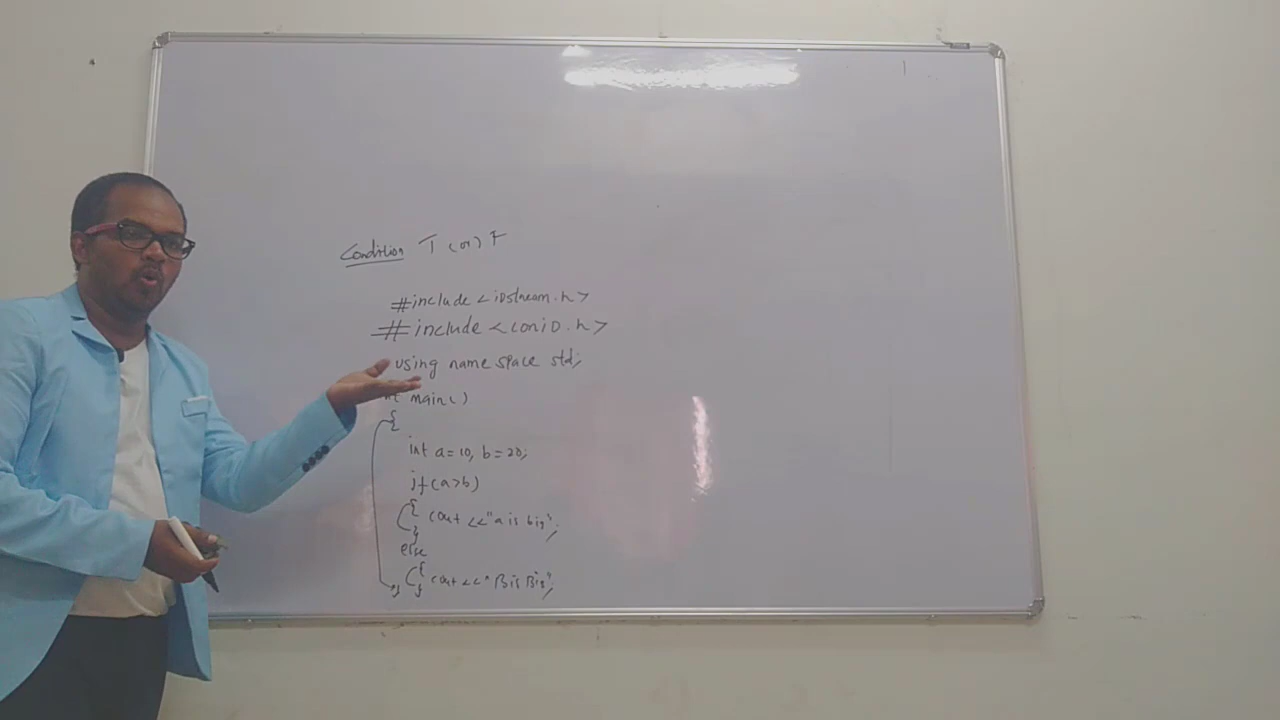 Condition T (or) F
#include <iostream.h>
#include <conio.h>
using name space std;
int main()
{
int a=10, b=20;
if(a>b)
{ cout <<"a is big";
}
else
{ cout <<"B is Big";
}
}